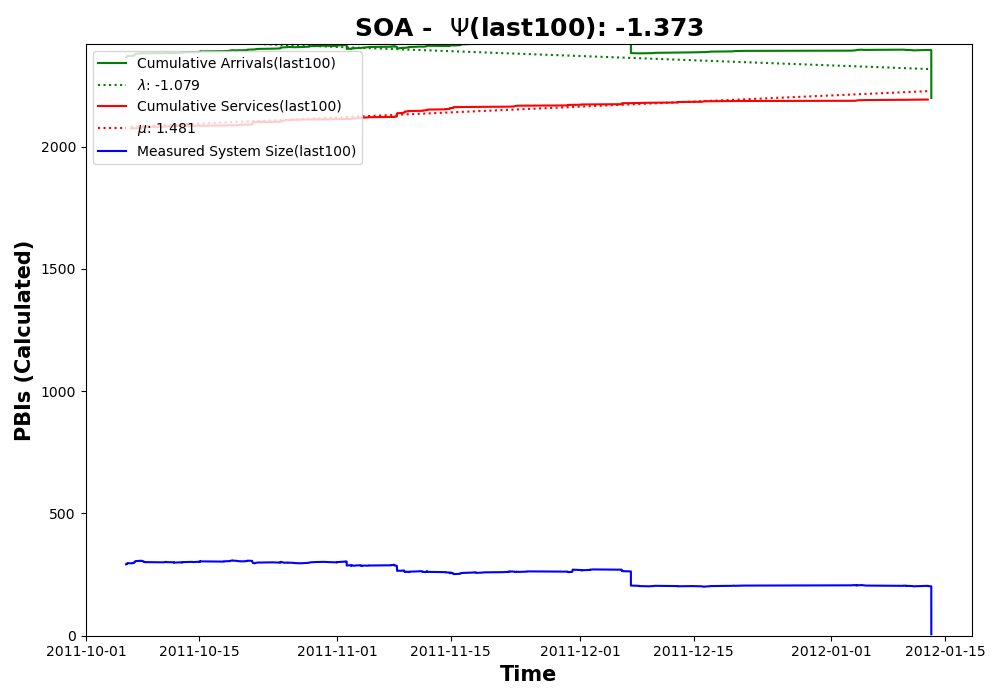 SOA -  Ψ(last100): -1.373
Cumulative Arrivals(last100)
λ: -1.079
Cumulative Services(last100)
μ: 1.481
Measured System Size(last100)
PBIs (Calculated)
2000
1500
1000
500
0
2011-10-01 2011-10-15 2011-11-01 2011-11-15 2011-12-01 2011-12-15 2012-01-01 2012-01-15
Time